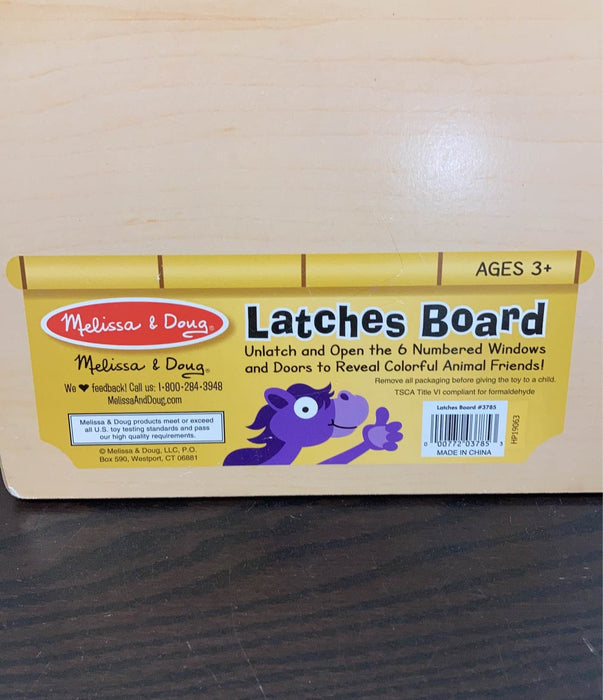 AGES 3+
Melissa & Doug®
Latches Board
Melissa & Doug®
Unlatch and Open the 6 Numbered Windows
and Doors to Reveal Colorful Animal Friends!
We ♥ feedback! Call us: 1-800-284-3948
MelissaAndDoug.com
Remove all packaging before giving the toy to a child.
TSCA Title VI compliant for formaldehyde
Melissa & Doug products meet or exceed
all U.S. toy testing standards and pass
our high quality requirements.
© Melissa & Doug, LLC, P.O.
Box 590, Westport, CT 06881
Latches Board #3785
0 00772 03785 3
MADE IN CHINA
HP19063